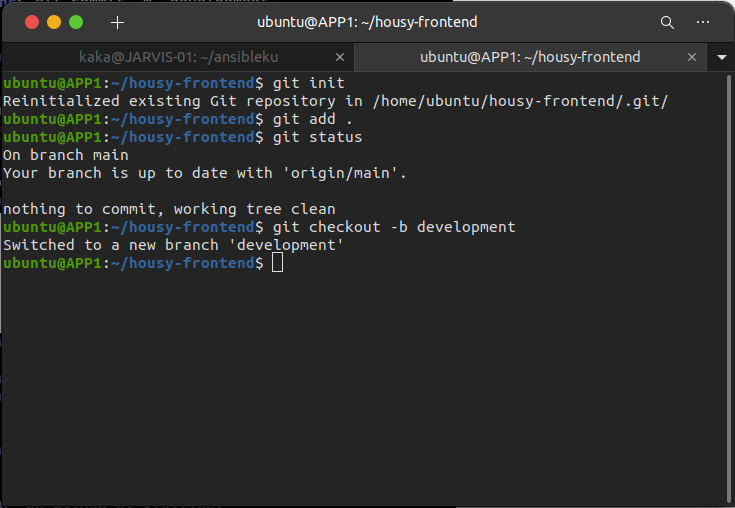 ubuntu@APP1: ~/housy-frontend
kaka@JARVIS-01: ~/ansibleku
ubuntu@APP1: ~/housy-frontend
ubuntu@APP1:~/housy-frontend$ git init
Reinitialized existing Git repository in /home/ubuntu/housy-frontend/.git/
ubuntu@APP1:~/housy-frontend$ git add .
ubuntu@APP1:~/housy-frontend$ git status
On branch main
Your branch is up to date with 'origin/main'.
nothing to commit, working tree clean
ubuntu@APP1:~/housy-frontend$ git checkout -b development
Switched to a new branch 'development'
ubuntu@APP1:~/housy-frontend$